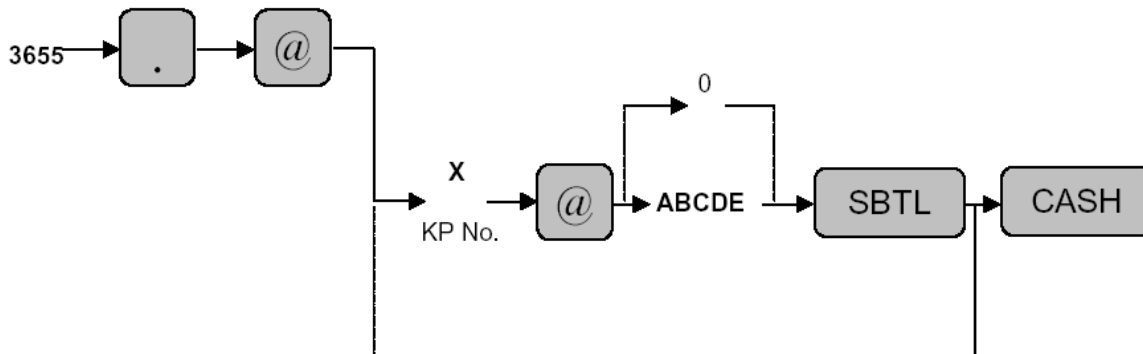 3655
.
@
0
X
KP No.
@
ABCDE
SBTL
CASH